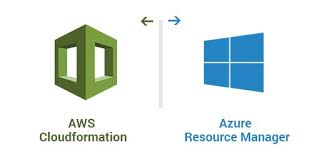 AWS
Cloudformation
Azure
Resource Manager